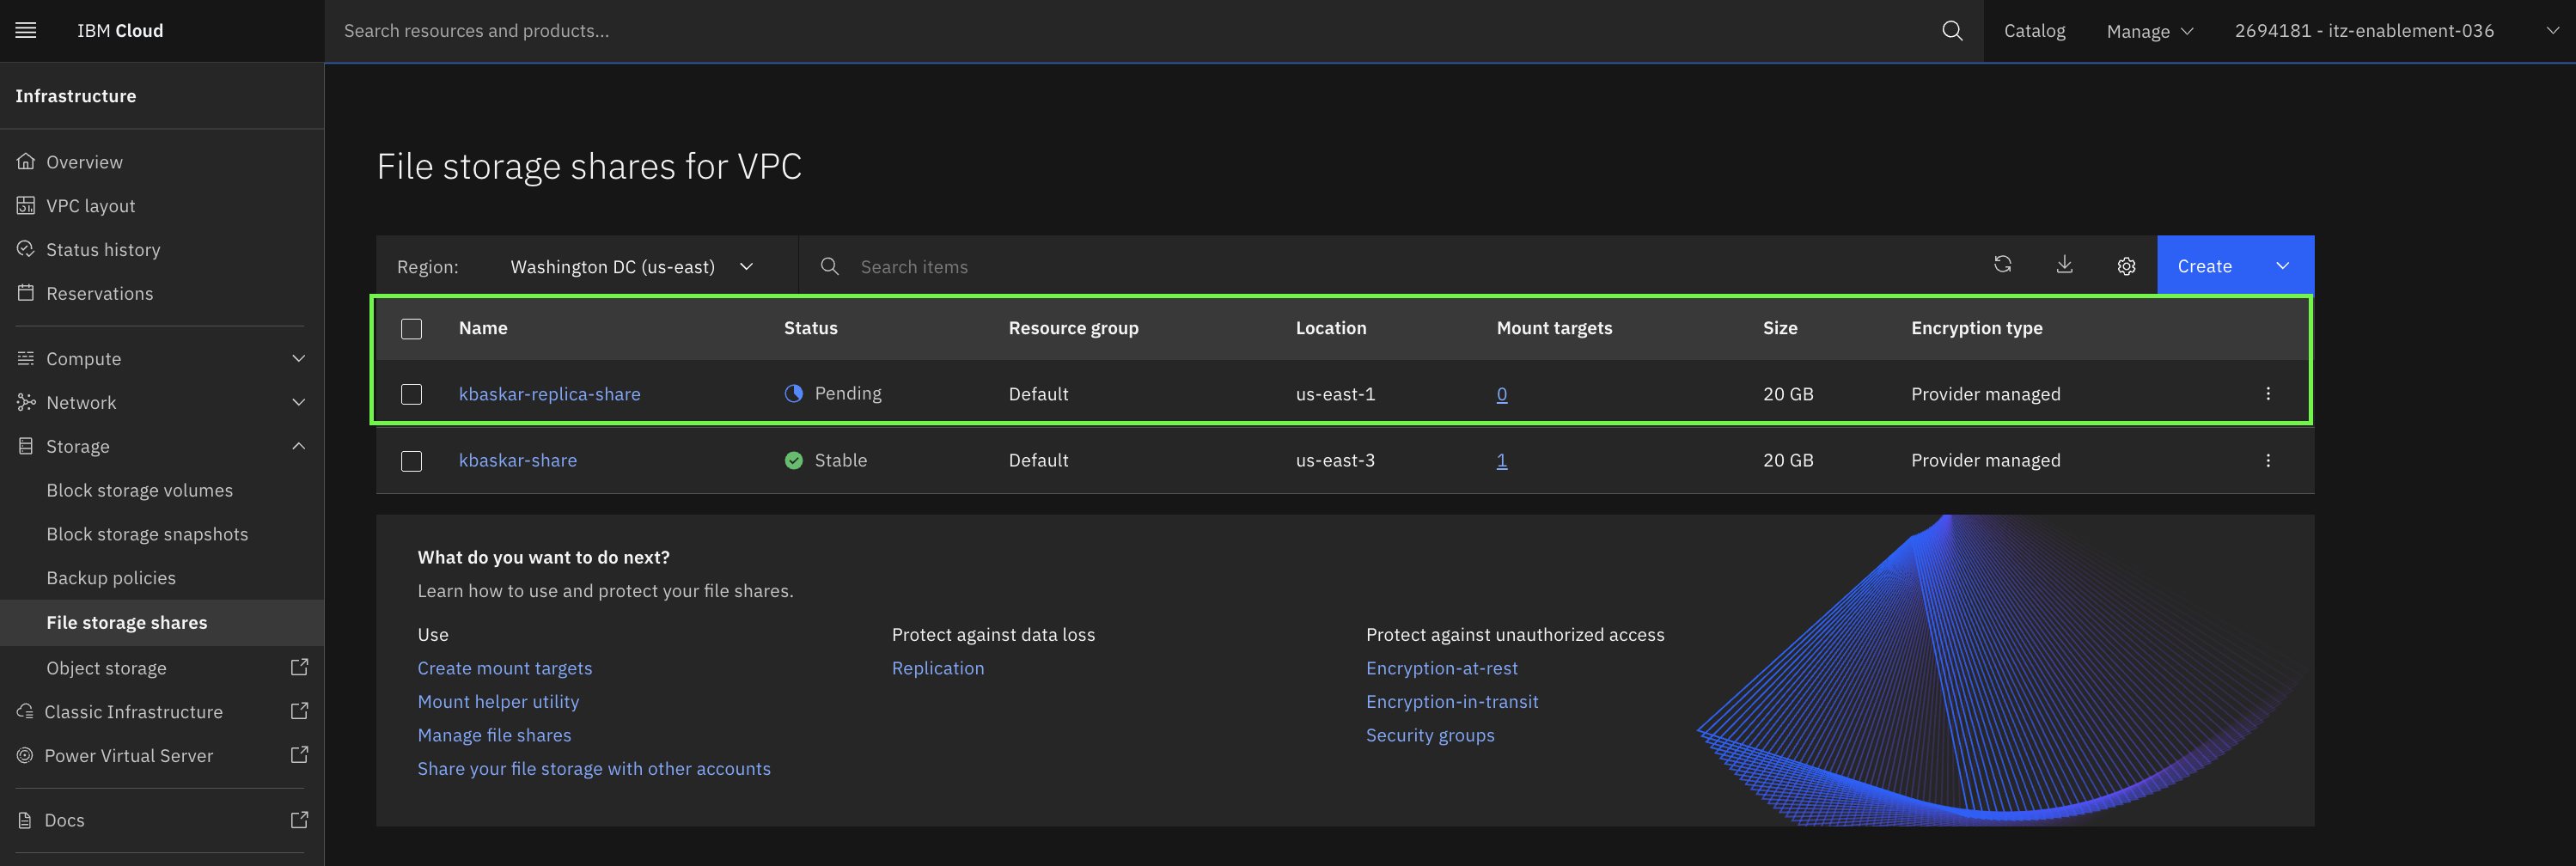 IBM Cloud
Search resources and products...
Catalog
Manage
2694181 - itz-enablement-036
Infrastructure
Overview
VPC layout
Status history
Reservations
Compute
Network
Storage
Block storage volumes
Block storage snapshots
Backup policies
File storage shares
Object storage
Classic Infrastructure
Power Virtual Server
Docs
File storage shares for VPC
Region: Washington DC (us-east)
Search items
Create
Name Status Resource group Location Mount targets Size Encryption type
kbaskar-replica-share Pending Default us-east-1 0 20 GB Provider managed
kbaskar-share Stable Default us-east-3 1 20 GB Provider managed
What do you want to do next?
Learn how to use and protect your file shares.
Use
Create mount targets
Mount helper utility
Manage file shares
Share your file storage with other accounts
Protect against data loss
Replication
Protect against unauthorized access
Encryption-at-rest
Encryption-in-transit
Security groups